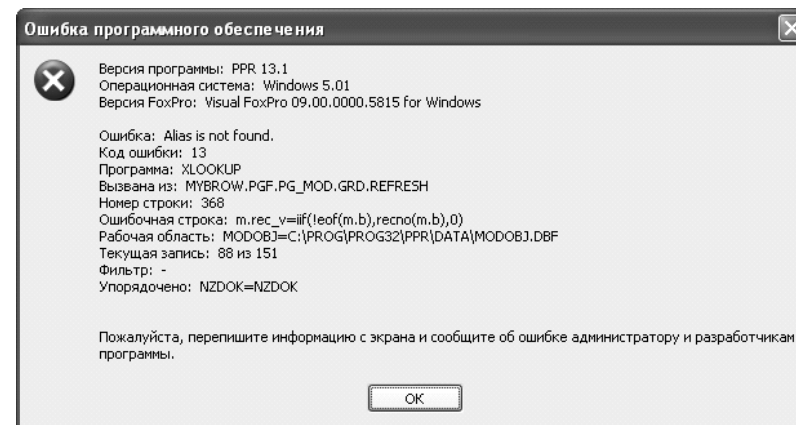 Ошибка программного обеспечения
Версия программы: PPR 13.1
Операционная система: Windows 5.01
Версия FoxPro: Visual FoxPro 09.00.0000.5815 for Windows
Ошибка: Alias is not found.
Код ошибки: 13
Программа: XLOOKUP
Вызвана из: MYBROW.PGF.PG_MOD.GRD.REFRESH
Номер строки: 368
Ошибочная строка: m.rec_v=iif(!eof(m.b),recno(m.b),0)
Рабочая область: MODOBJ=C:\PROG\PROG32\PPR\DATA\MODOBJ.DBF
Текущая запись: 88 из 151
Фильтр: -
Упорядочено: NZDOK=NZDOK
Пожалуйста, перепишите информацию с экрана и сообщите об ошибке администратору и разработчикам
программы.
OK